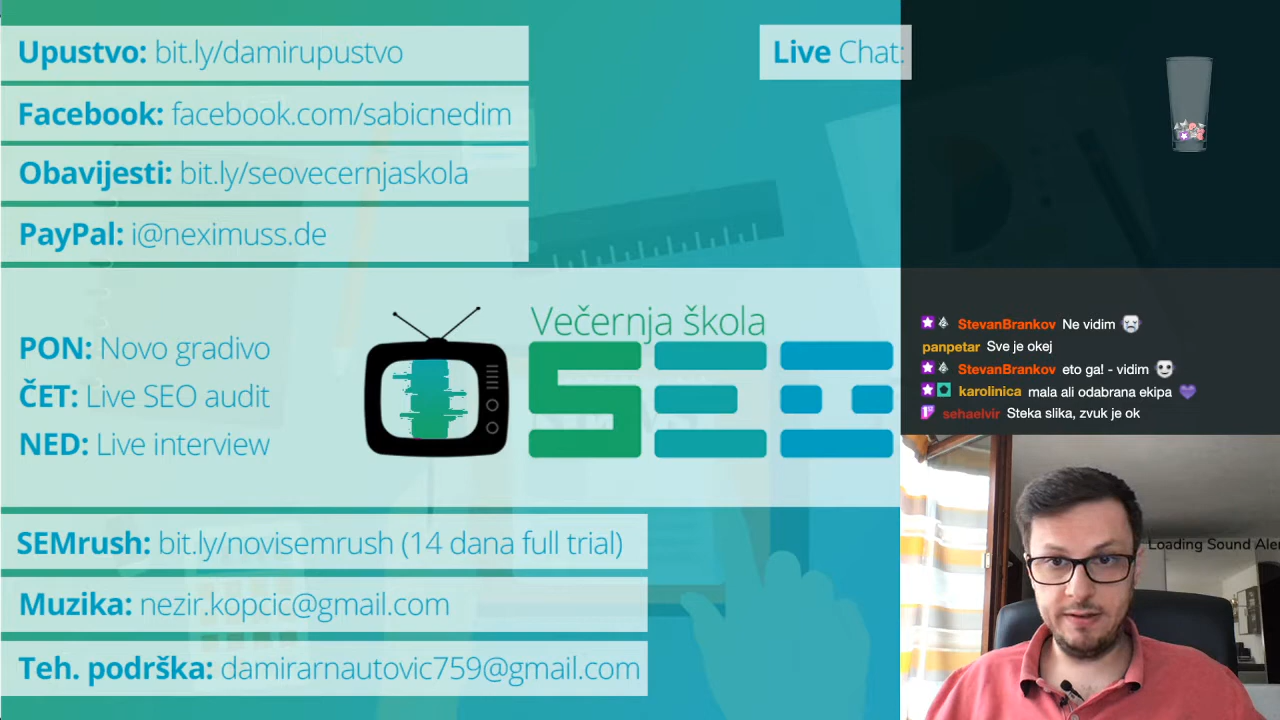 Upustvo: bit.ly/damirupustvo
Facebook: facebook.com/sabicnedim
Obavijesti: bit.ly/seovecernjaskola
PayPal: i@neximuss.de
Live Chat:
PON: Novo gradivo
ČET: Live SEO audit
NED: Live interview
Večernja škola
SEO
StevanBrankov Ne vidim
panpetar Sve je okej
StevanBrankov eto ga! - vidim
karolinica mala ali odabrana ekipa
sehaelvir Steka slika, zvuk je ok
Loading Sound Aler
SEMrush: bit.ly/novisemrush (14 dana full trial)
Muzika: nezir.kopcic@gmail.com
Teh. podrška: damirarnautovic759@gmail.com